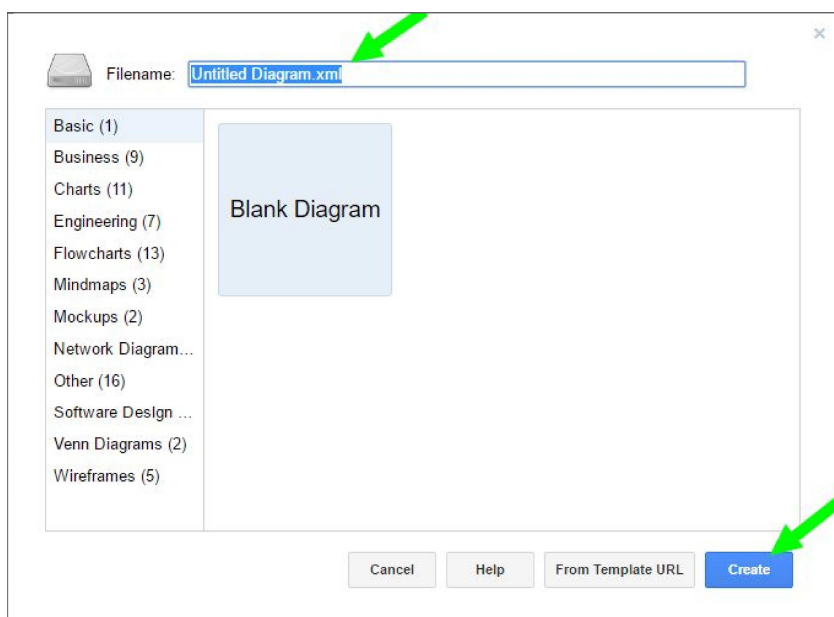 ×
Filename: Untitled Diagram.xml
Basic (1)
Business (9)
Charts (11)
Engineering (7)
Flowcharts (13)
Mindmaps (3)
Mockups (2)
Network Diagram...
Other (16)
Software Design ...
Venn Diagrams (2)
Wireframes (5)
Blank Diagram
Cancel Help From Template URL Create